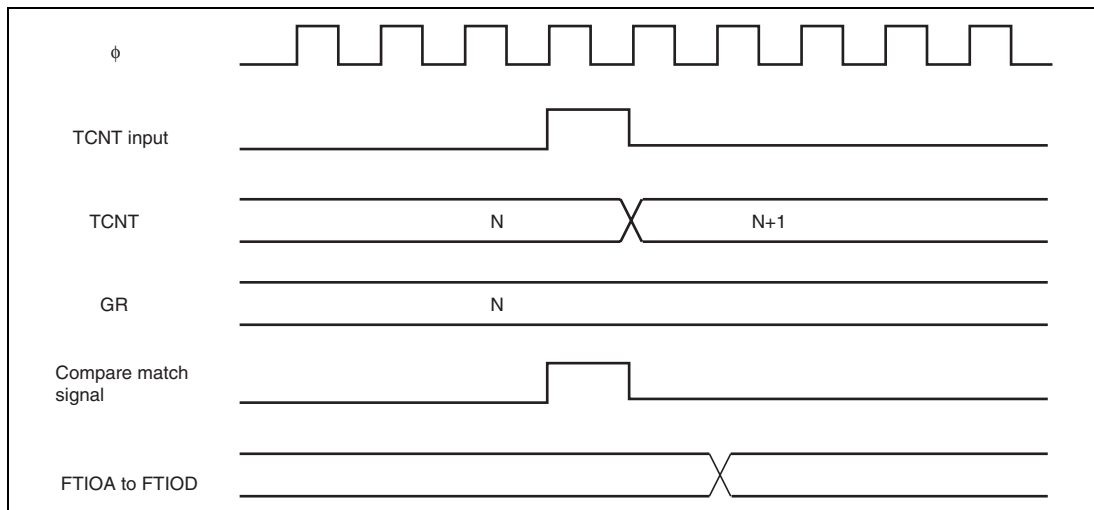 ϕ
TCNT input
TCNT
N
N+1
GR
N
Compare match
signal
FTIOA to FTIOD